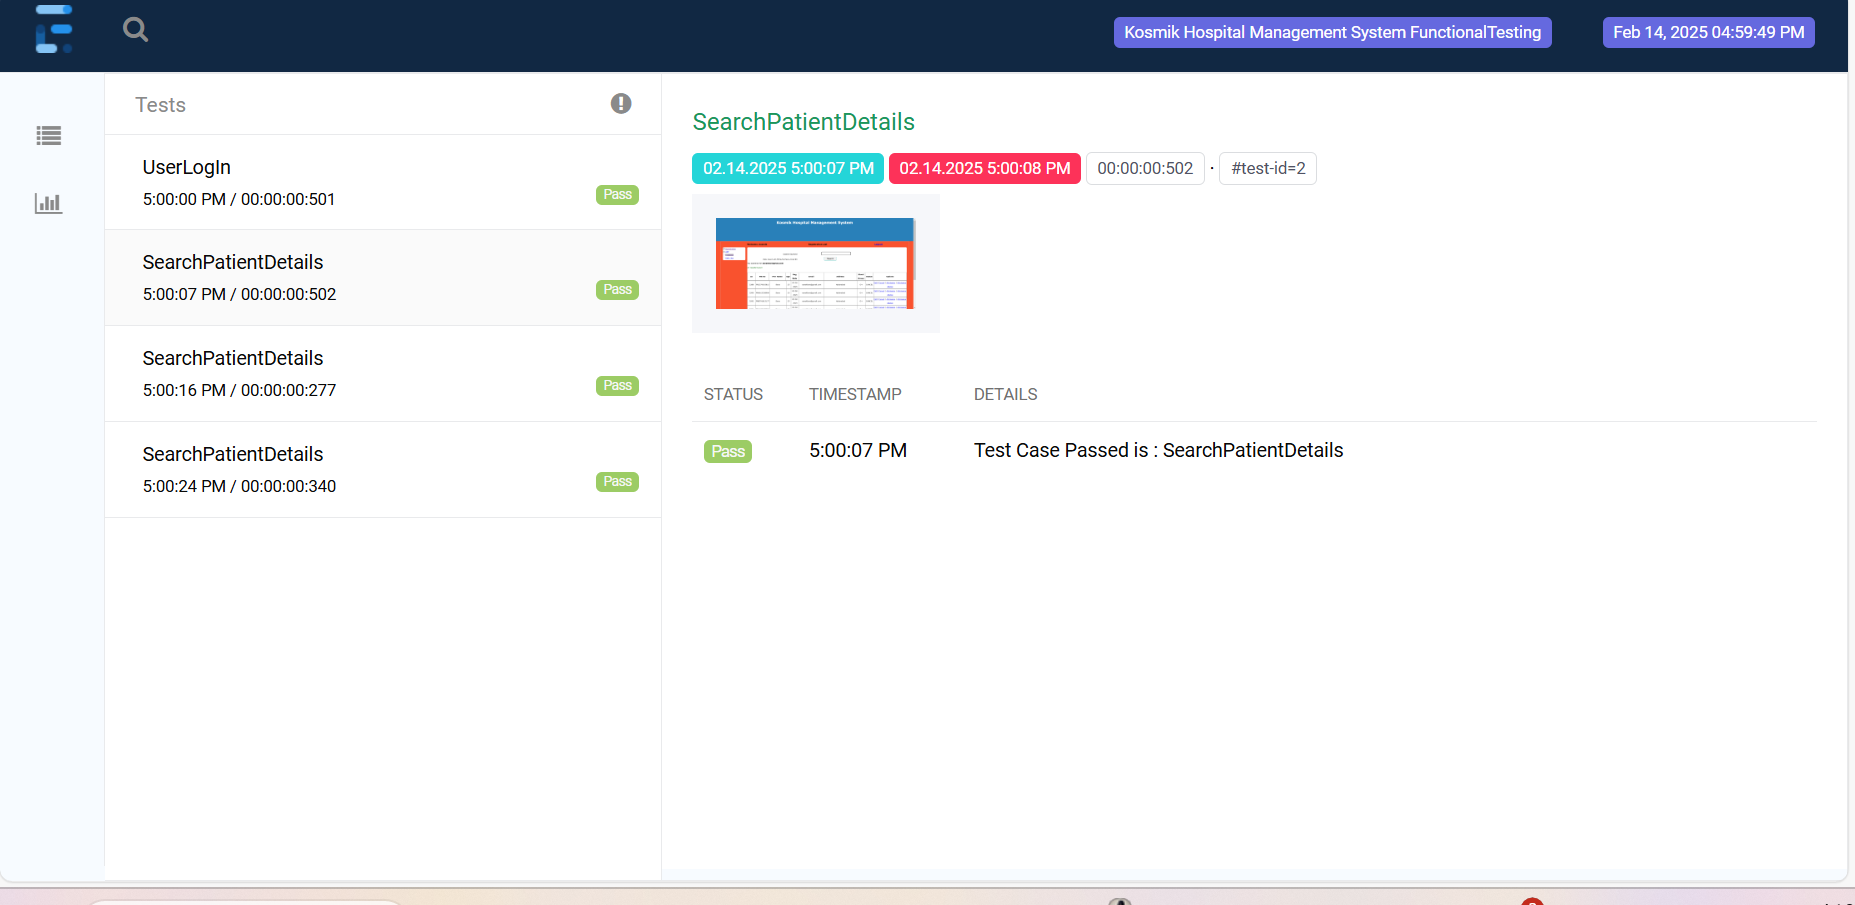 Kosmik Hospital Management System FunctionalTesting
Feb 14, 2025 04:59:49 PM
Tests
UserLogIn
5:00:00 PM / 00:00:00:501
Pass
SearchPatientDetails
5:00:07 PM / 00:00:00:502
Pass
SearchPatientDetails
5:00:16 PM / 00:00:00:277
Pass
SearchPatientDetails
5:00:24 PM / 00:00:00:340
Pass
SearchPatientDetails
02.14.2025 5:00:07 PM 02.14.2025 5:00:08 PM 00:00:00:502 · #test-id=2
Kosmik Hospital Management System
STATUS TIMESTAMP DETAILS
Pass 5:00:07 PM Test Case Passed is : SearchPatientDetails